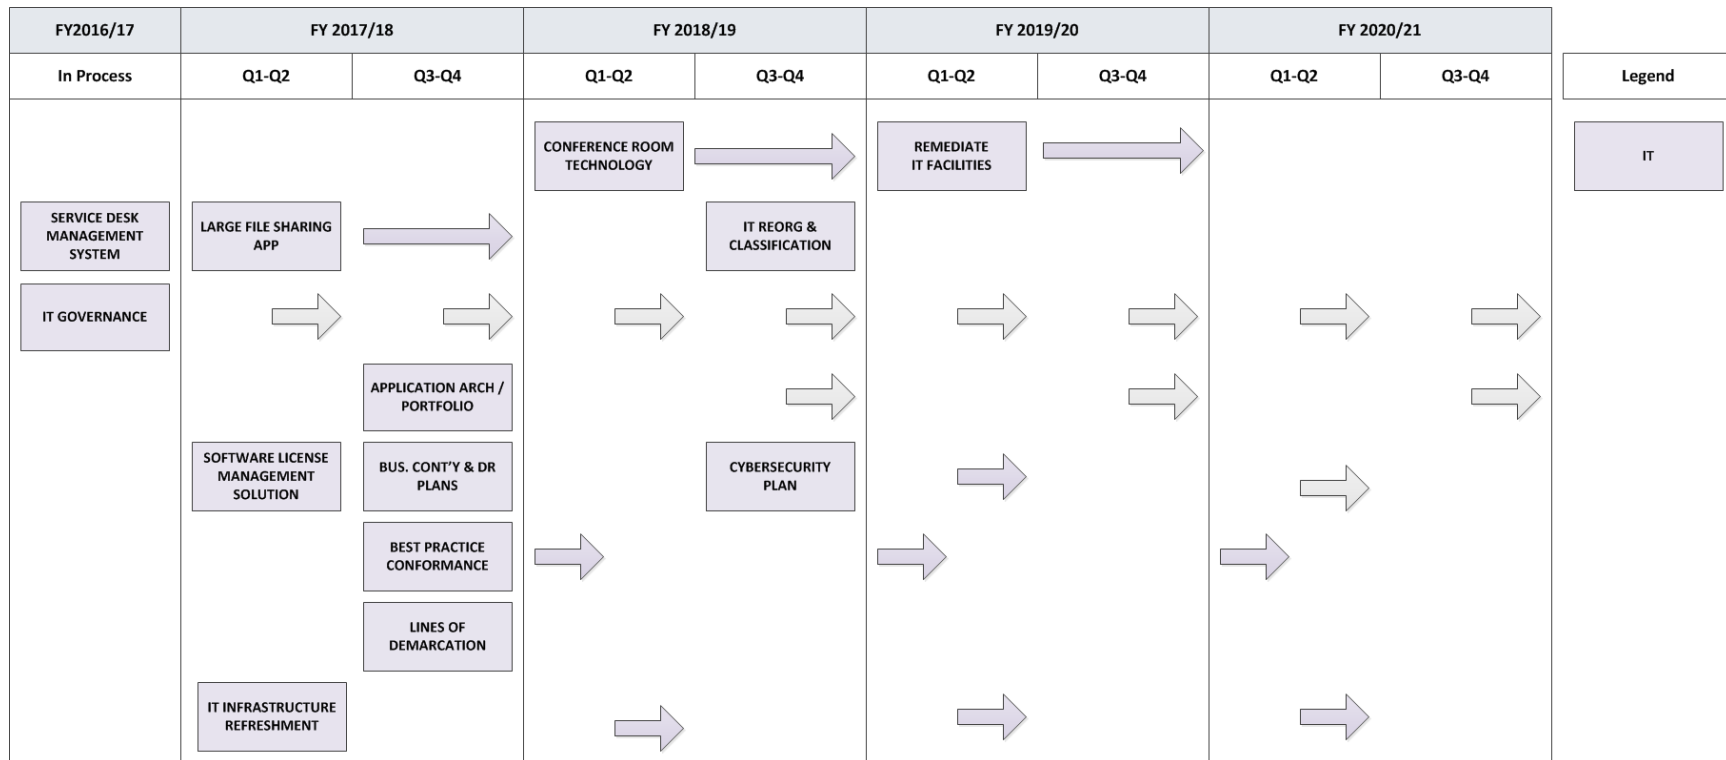 FY2016/17
FY 2017/18
FY 2018/19
FY 2019/20
FY 2020/21
In Process
Q1-Q2
Q3-Q4
Q1-Q2
Q3-Q4
Q1-Q2
Q3-Q4
Q1-Q2
Q3-Q4
Legend
CONFERENCE ROOM
TECHNOLOGY
REMEDIATE
IT FACILITIES
IT
SERVICE DESK
MANAGEMENT
SYSTEM
LARGE FILE SHARING
APP
IT REORG &
CLASSIFICATION
IT GOVERNANCE
APPLICATION ARCH /
PORTFOLIO
SOFTWARE LICENSE
MANAGEMENT
SOLUTION
BUS. CONT'Y & DR
PLANS
CYBERSECURITY
PLAN
BEST PRACTICE
CONFORMANCE
LINES OF
DEMARCATION
IT INFRASTRUCTURE
REFRESHMENT